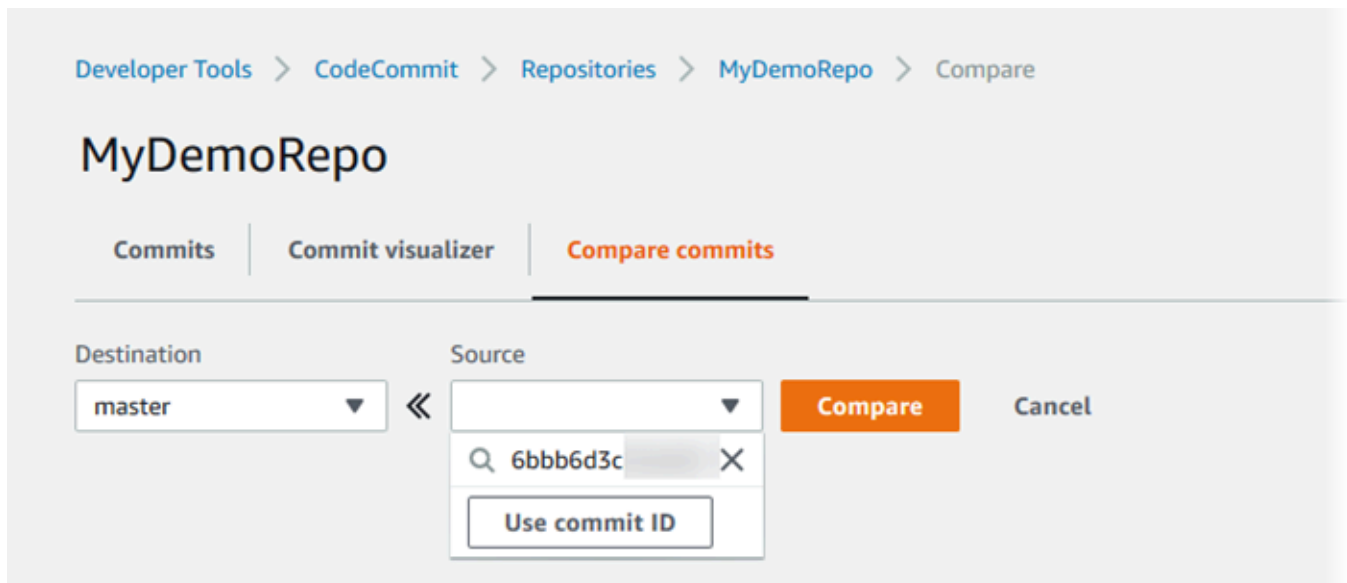 Developer Tools > CodeCommit > Repositories > MyDemoRepo > Compare
MyDemoRepo
Commits Commit visualizer Compare commits
Destination Source
master Compare Cancel
6bbb6d3c
Use commit ID